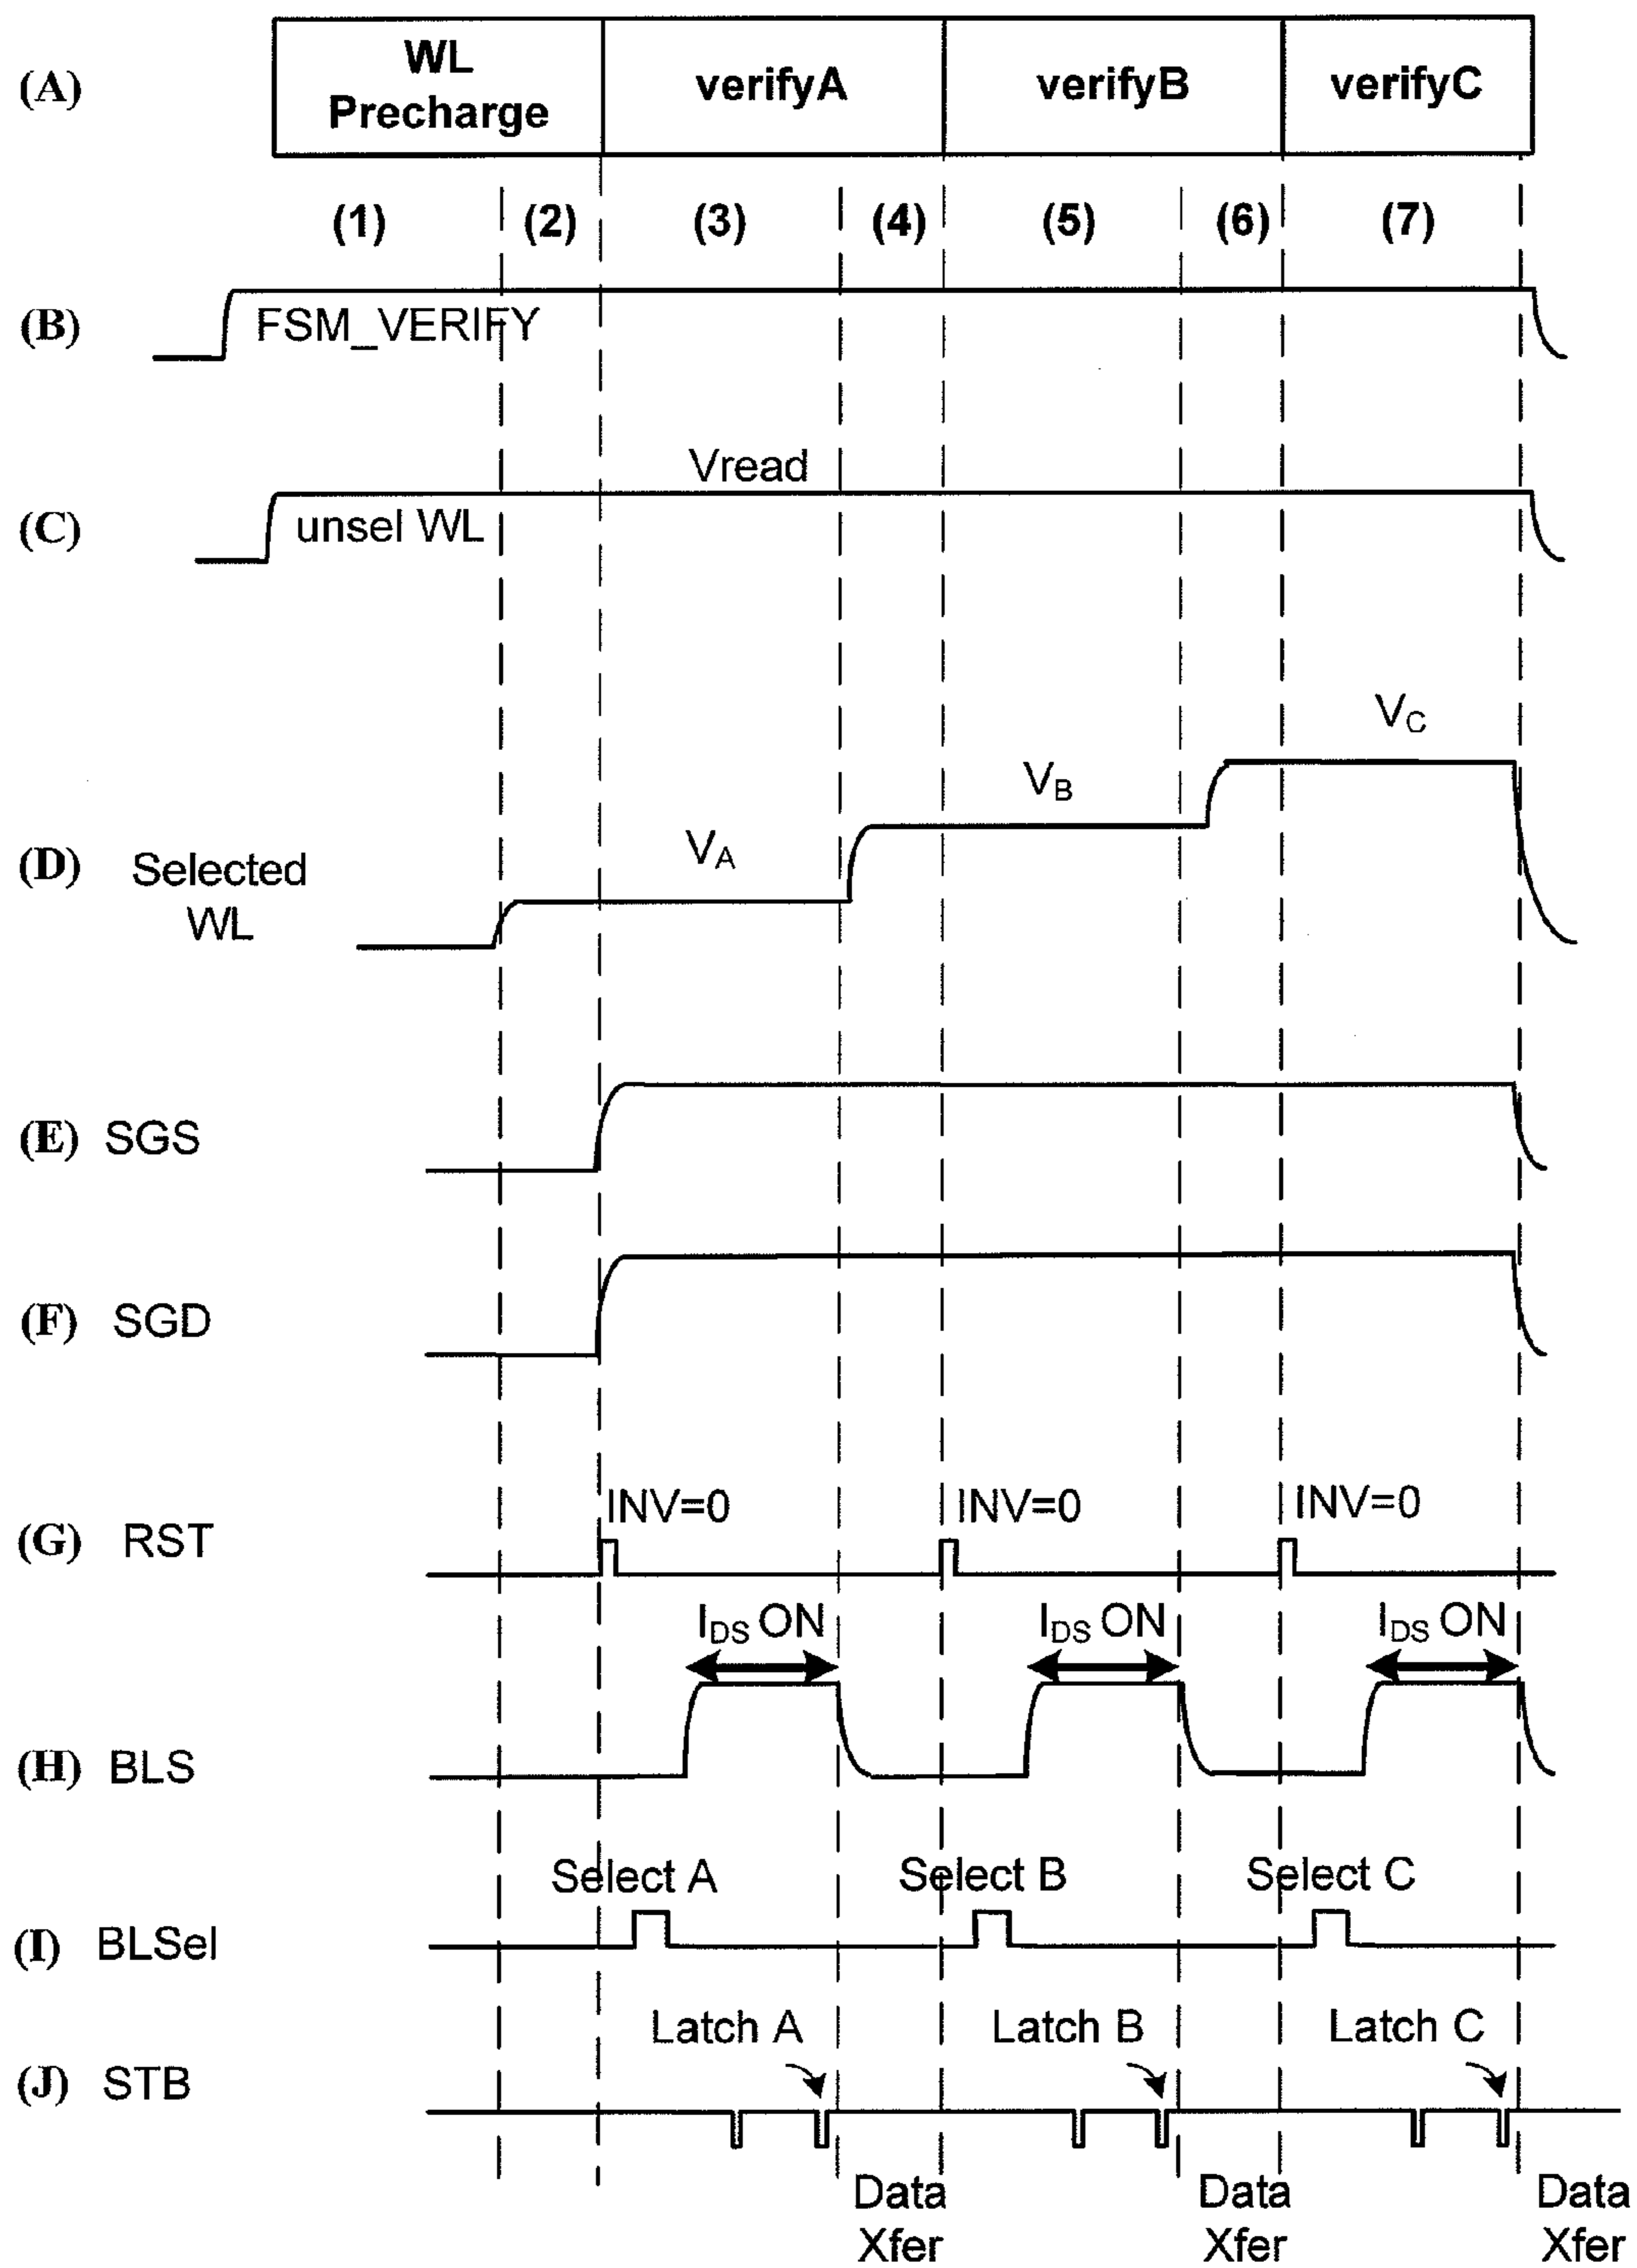 (A) WL Precharge verifyA verifyB verifyC
(1) (2) (3) (4) (5) (6) (7)
(B) FSM_VERIFY
Vread
(C) unsel WL
VC
VB
VA
(D) Selected
WL
(E) SGS
(F) SGD
INV=0 INV=0 INV=0
(G) RST
IDS ON IDS ON IDS ON
(H) BLS
Select A Select B Select C
(I) BLSel
Latch A Latch B Latch C
(J) STB
Data Data Data
Xfer Xfer Xfer